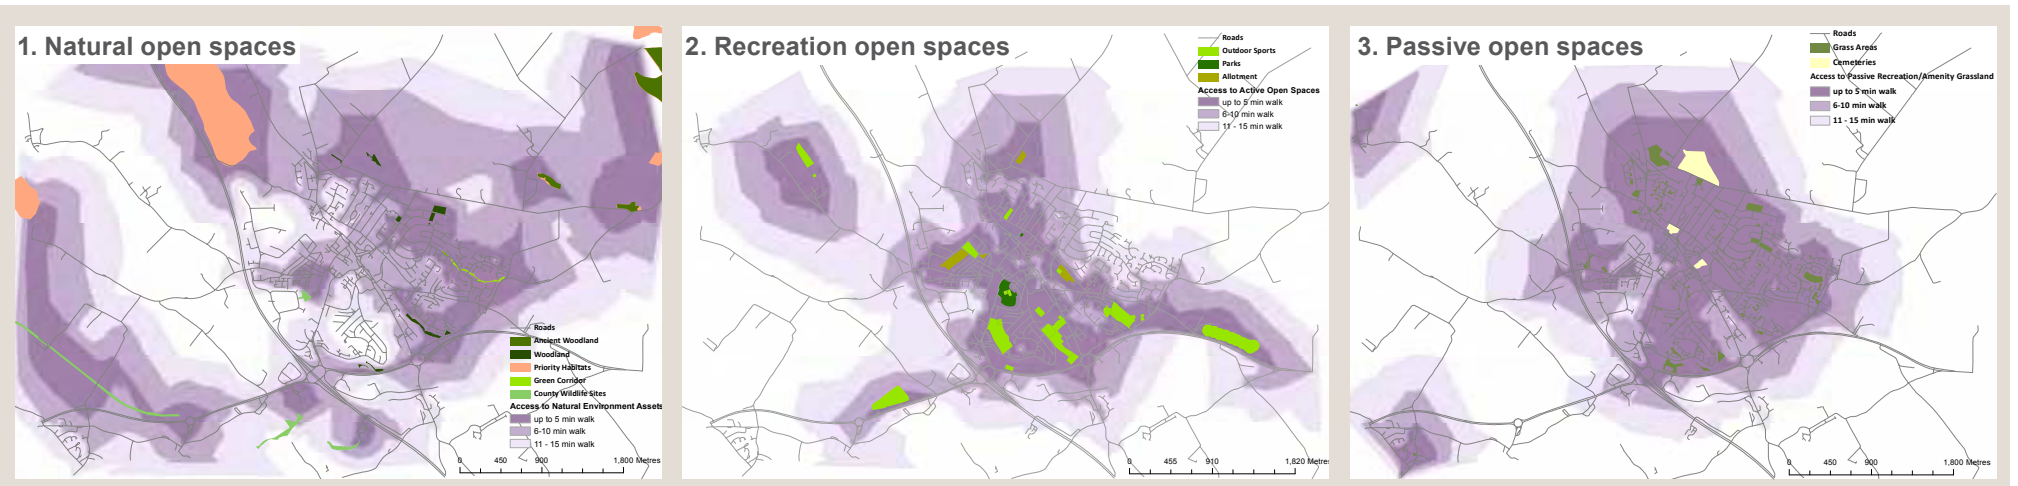 1. Natural open spaces
Roads
Ancient Woodland
Woodland
Priority Habitats
Green Corridor
County Wildlife Sites
Access to Natural Environment Assets
up to 5 min walk
6-10 min walk
11 - 15 min walk
0 450 900 1,800 Metres
2. Recreation open spaces
Roads
Outdoor Sports
Parks
Allotment
Access to Active Open Spaces
up to 5 min walk
6-10 min walk
11 - 15 min walk
0 455 910 1,820 Metres
3. Passive open spaces
Roads
Grass Areas
Cemeteries
Access to Passive Recreation/Amenity Grassland
up to 5 min walk
6-10 min walk
11 - 15 min walk
0 450 900 1,800 Metres